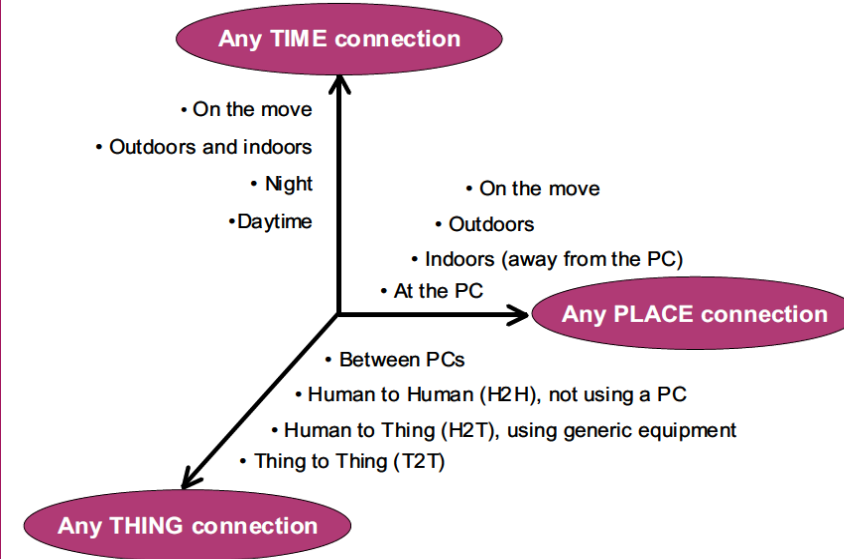 Any TIME connection
• On the move
• Outdoors and indoors
• Night
•Daytime
• On the move
• Outdoors
• Indoors (away from the PC)
• At the PC
Any PLACE connection
• Between PCs
• Human to Human (H2H), not using a PC
• Human to Thing (H2T), using generic equipment
• Thing to Thing (T2T)
Any THING connection